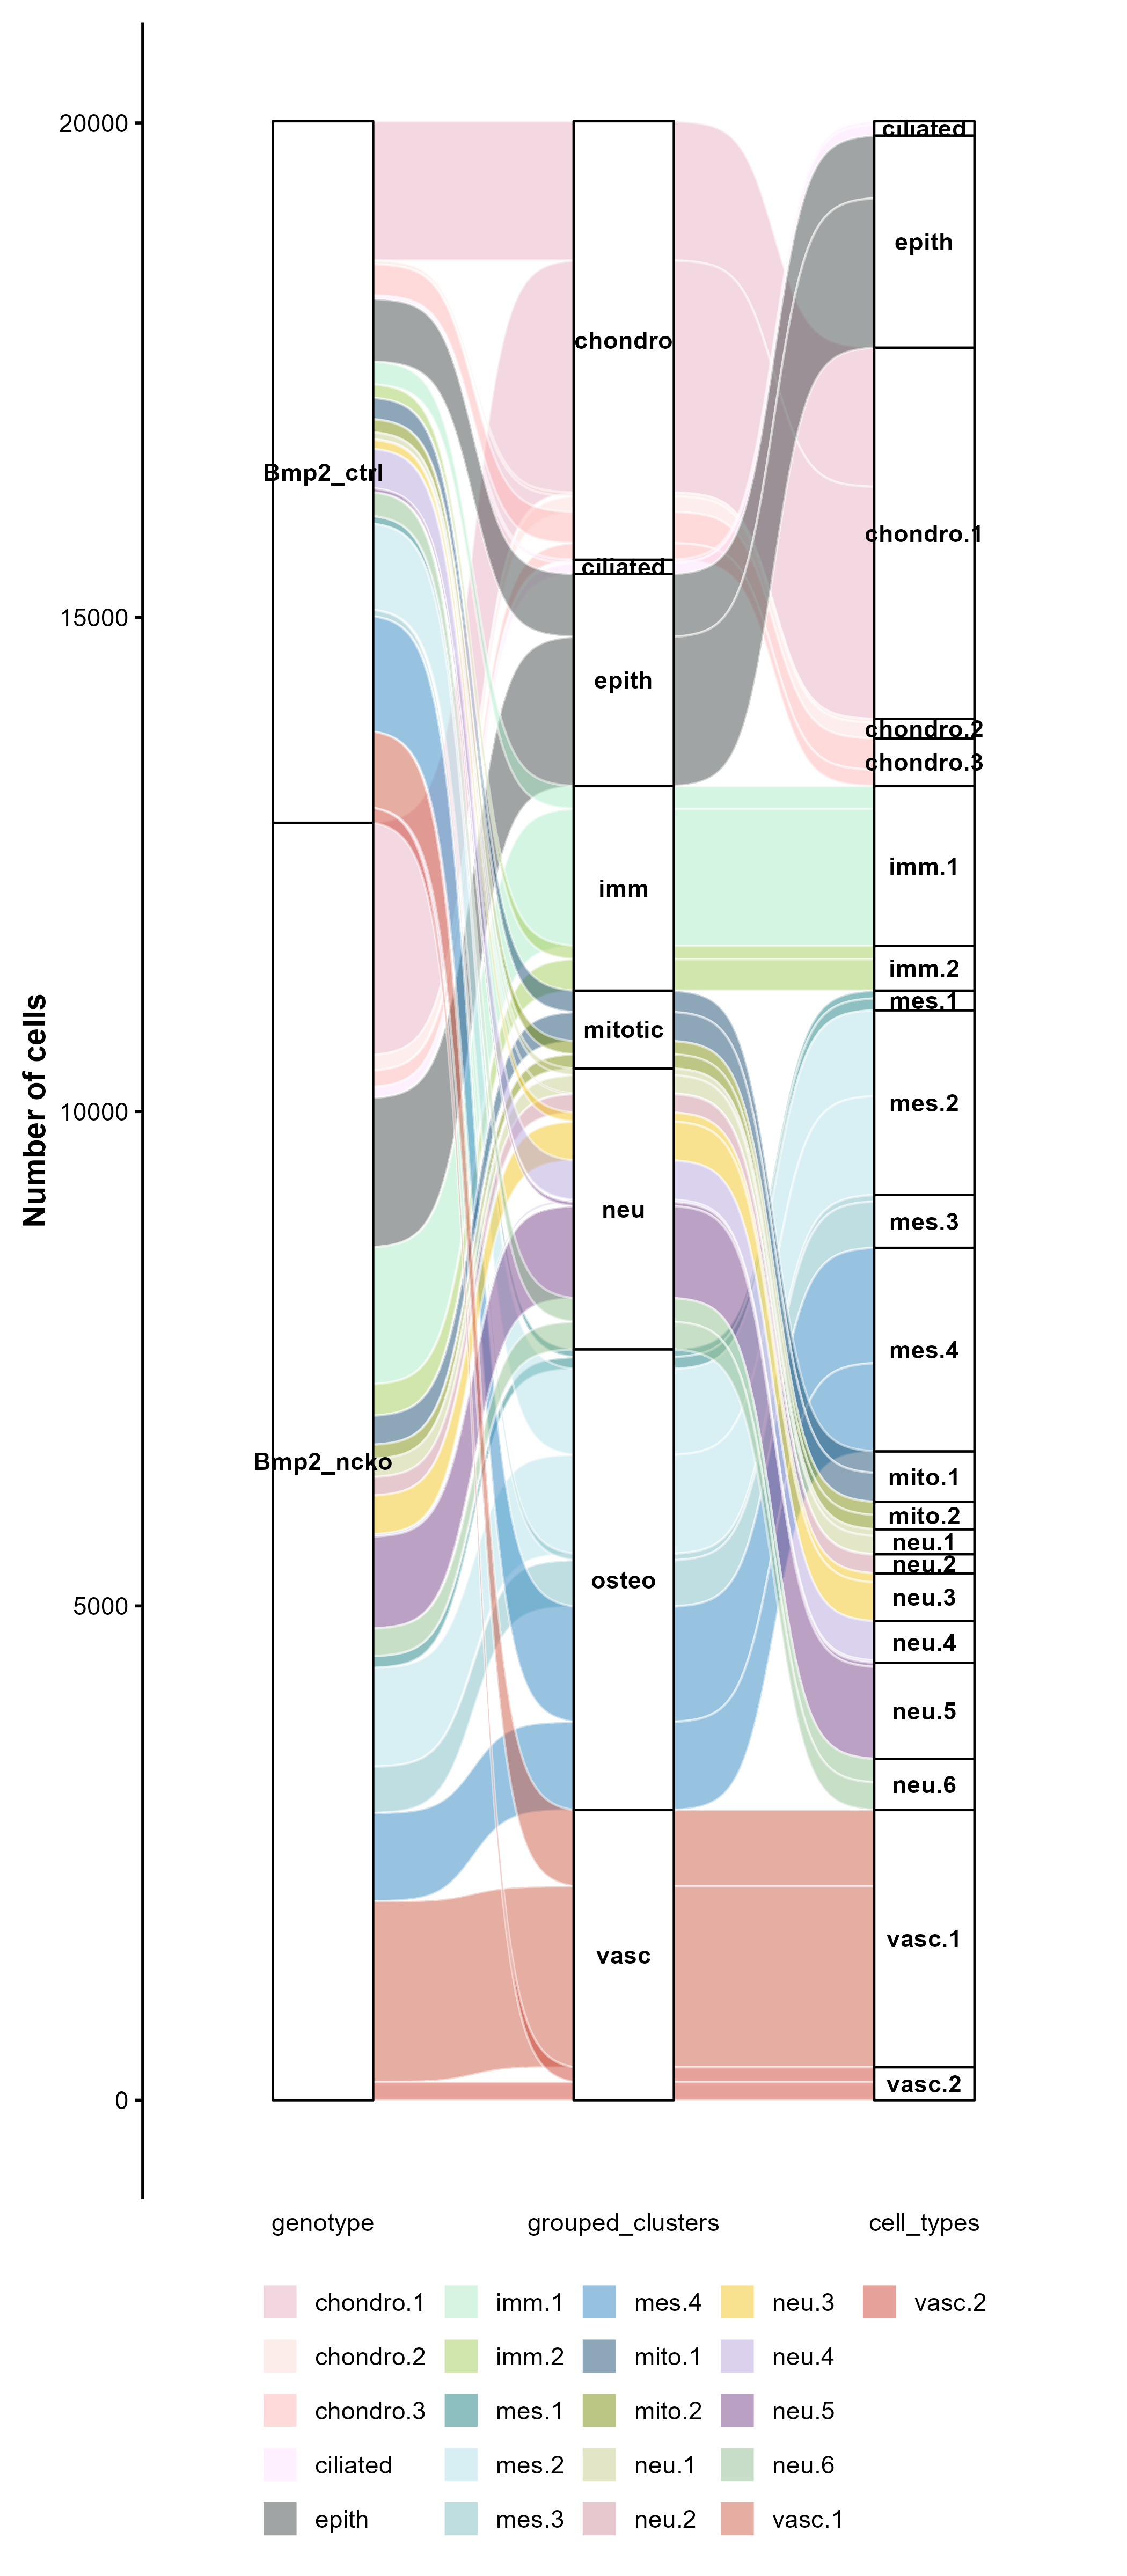 20000
15000
10000
5000
0
Number of cells
Bmp2_ctrl
Bmp2_ncko
chondro
ciliated
epith
imm
mitotic
neu
osteo
vasc
ciliated
epith
chondro.1
chondro.2
chondro.3
imm.1
imm.2
mes.1
mes.2
mes.3
mes.4
mito.1
mito.2
neu.1
neu.2
neu.3
neu.4
neu.5
neu.6
vasc.1
vasc.2
genotype grouped_clusters cell_types
chondro.1 imm.1 mes.4 neu.3 vasc.2
chondro.2 imm.2 mito.1 neu.4
chondro.3 mes.1 mito.2 neu.5
ciliated mes.2 neu.1 neu.6
epith mes.3 neu.2 vasc.1